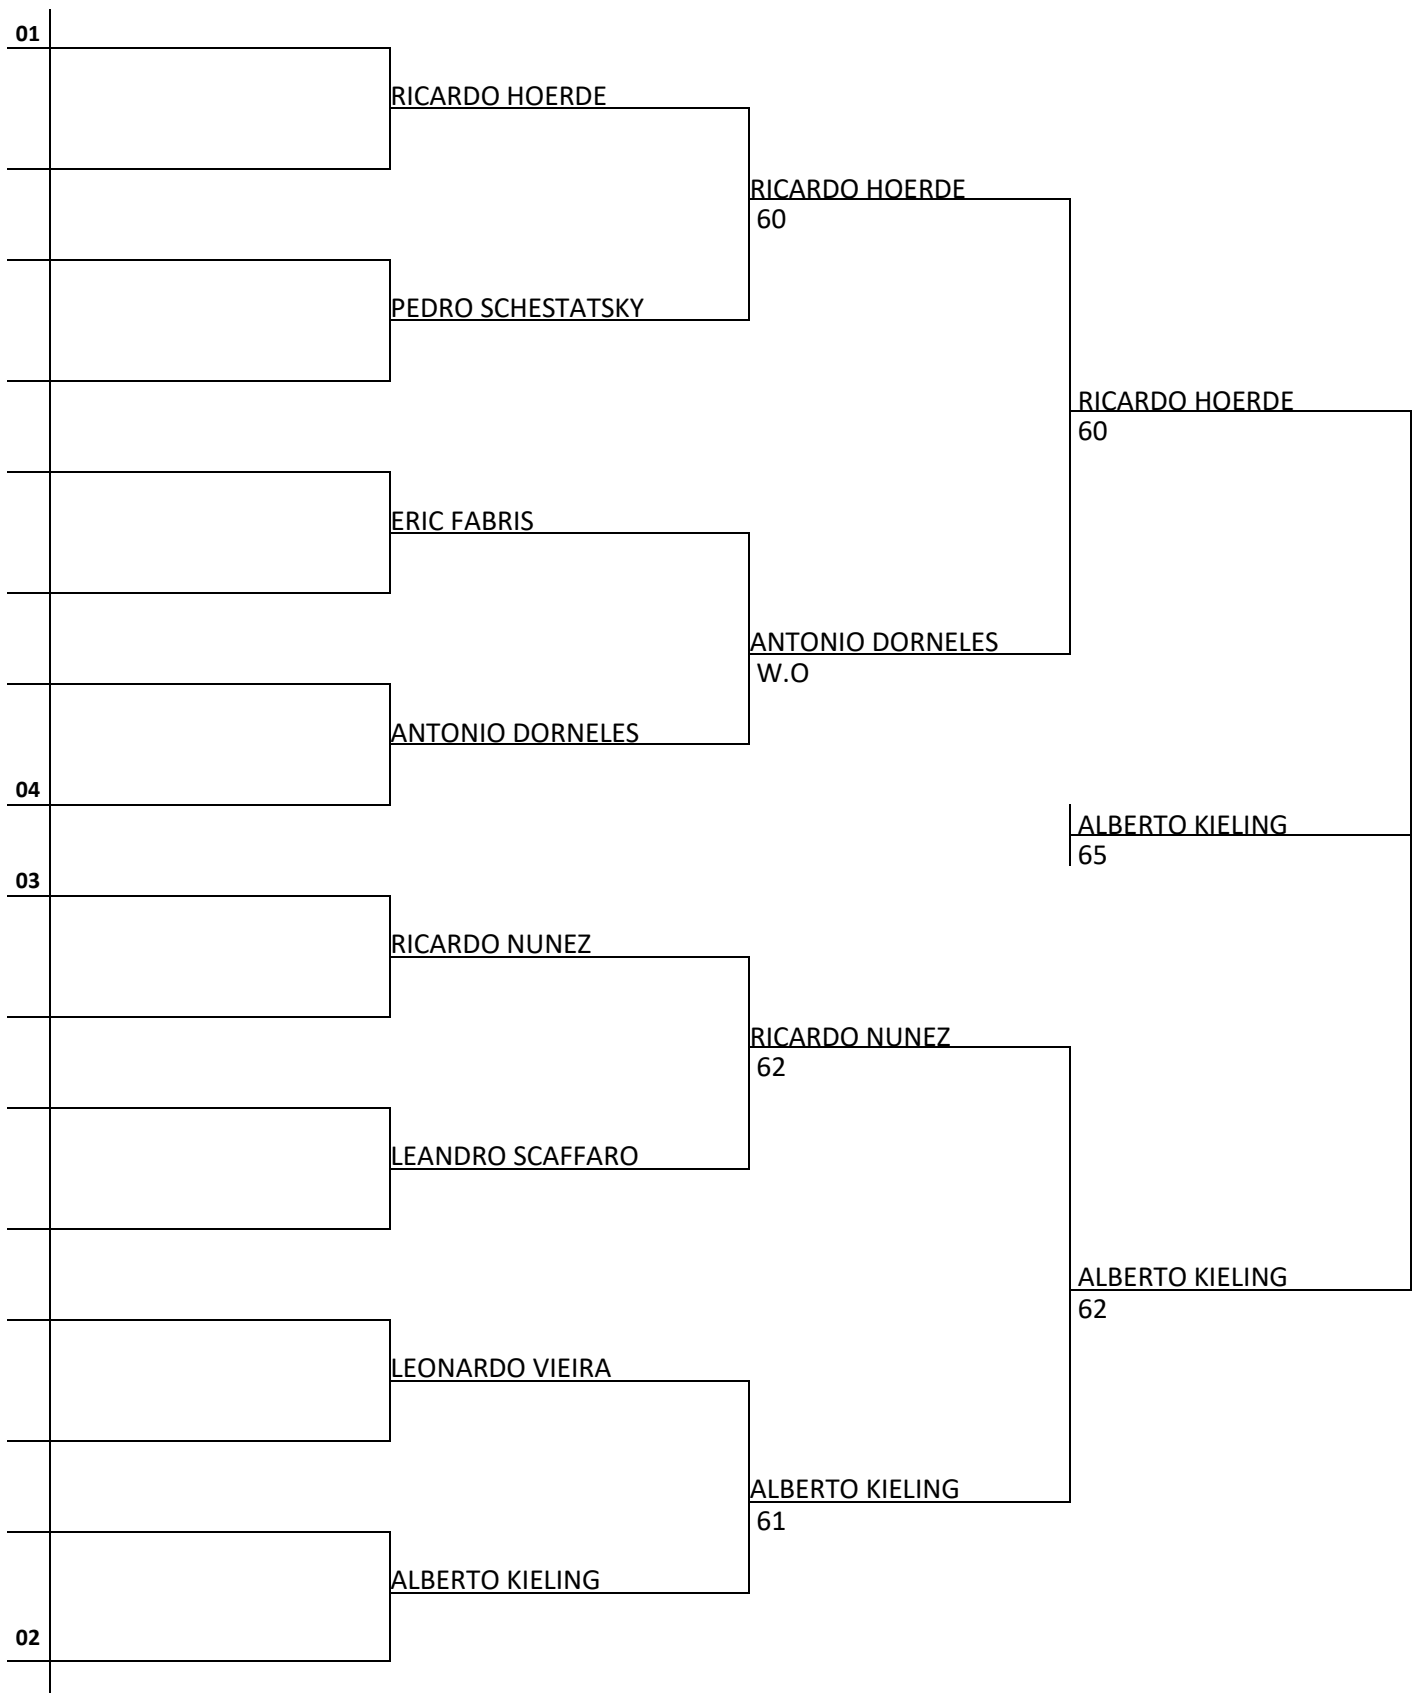 01
RICARDO HOERDE
RICARDO HOERDE
60
PEDRO SCHESTATSKY
RICARDO HOERDE
60
ERIC FABRIS
ANTONIO DORNELES
W.O
ANTONIO DORNELES
04
ALBERTO KIELING
65
03
RICARDO NUNEZ
RICARDO NUNEZ
62
LEANDRO SCAFFARO
ALBERTO KIELING
62
LEONARDO VIEIRA
ALBERTO KIELING
61
ALBERTO KIELING
02